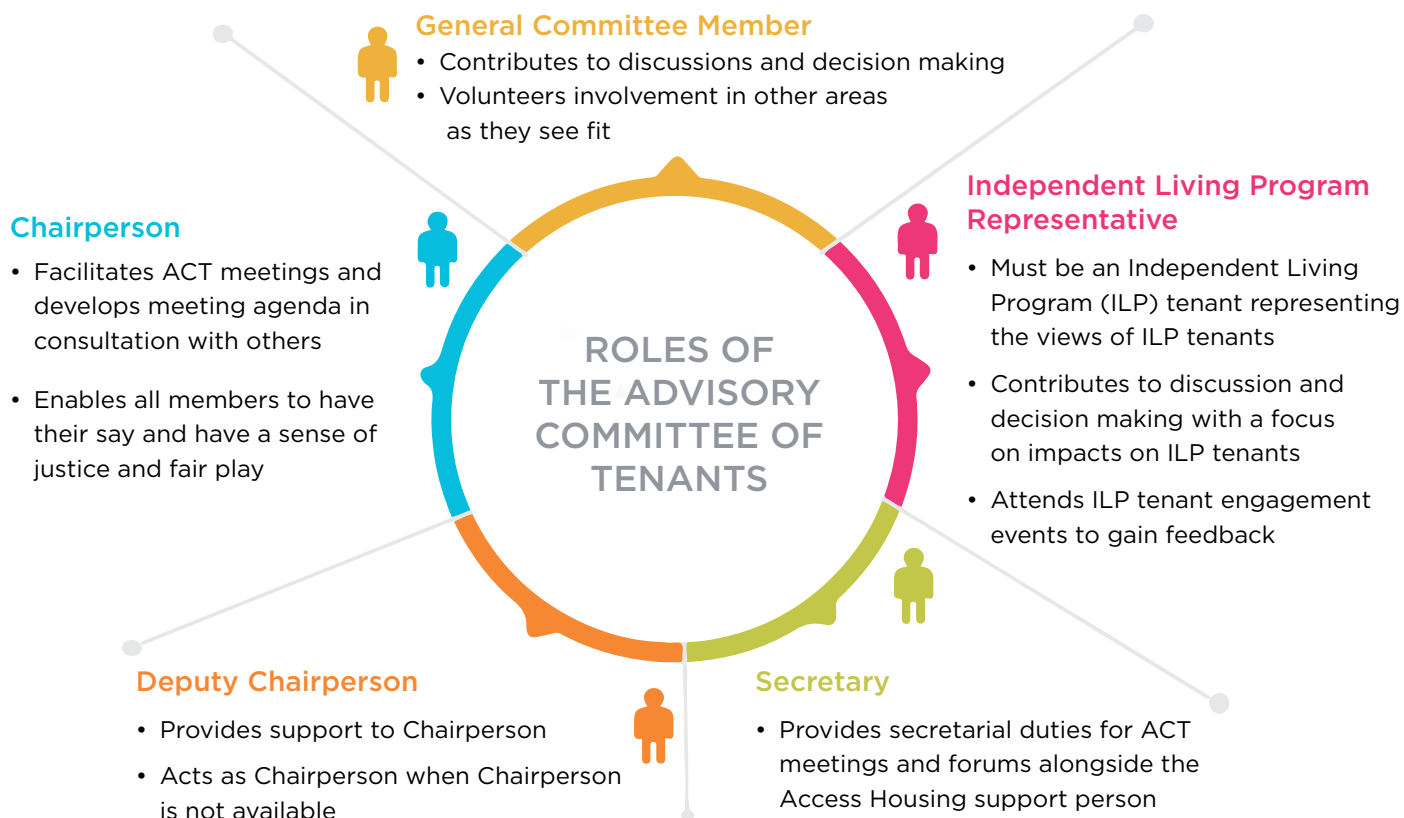 General Committee Member
• Contributes to discussions and decision making
• Volunteers involvement in other areas
as they see fit
Chairperson
• Facilitates ACT meetings and
develops meeting agenda in
consultation with others
• Enables all members to have
their say and have a sense of
justice and fair play
ROLES OF
THE ADVISORY
COMMITTEE OF
TENANTS
Independent Living Program
Representative
• Must be an Independent Living
Program (ILP) tenant representing
the views of ILP tenants
• Contributes to discussion and
decision making with a focus
on impacts on ILP tenants
• Attends ILP tenant engagement
events to gain feedback
Deputy Chairperson
• Provides support to Chairperson
• Acts as Chairperson when Chairperson
is not available
Secretary
• Provides secretarial duties for ACT
meetings and forums alongside the
Access Housing support person